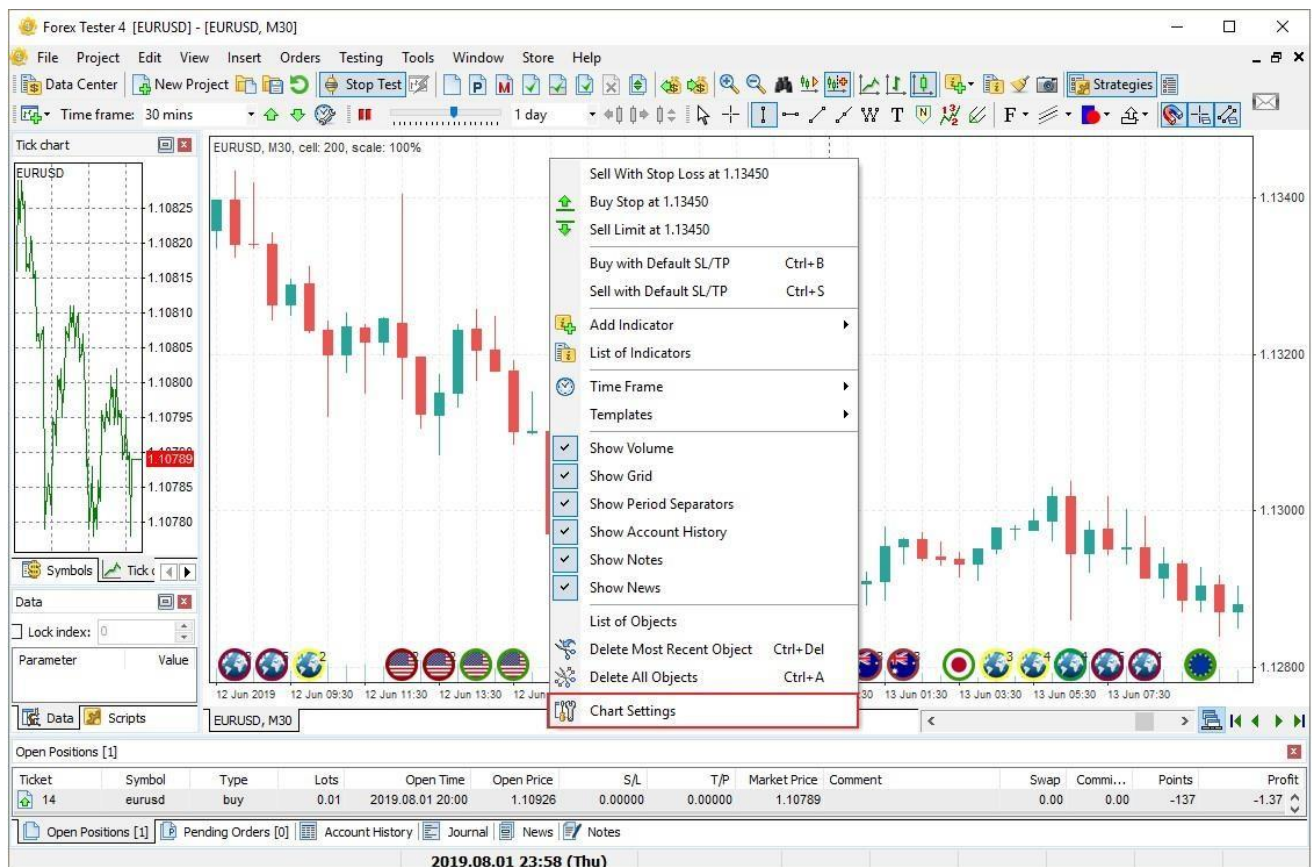 Forex Tester 4 [EURUSD] - [EURUSD, M30]
File Project Edit View Insert Orders Testing Tools Window Store Help
Data Center New Project Stop Test Strategies
Time frame: 30 mins 1 day
Tick chart
EURUSD
1.10825
1.10820
1.10815
1.10810
1.10805
1.10800
1.10795
1.10789
1.10785
1.10780
Symbols Tick
Data
Lock index: 0
Parameter Value
Data Scripts
EURUSD, M30, cell: 200, scale: 100%
Sell With Stop Loss at 1.13450
Buy Stop at 1.13450
Sell Limit at 1.13450
Buy with Default SL/TP Ctrl+B
Sell with Default SL/TP Ctrl+S
Add Indicator
List of Indicators
Time Frame
Templates
Show Volume
Show Grid
Show Period Separators
Show Account History
Show Notes
Show News
List of Objects
Delete Most Recent Object Ctrl+Del
Delete All Objects Ctrl+A
Chart Settings
1.13400
1.13200
1.13000
1.12800
12 Jun 2019 12 Jun 09:30 12 Jun 11:30 12 Jun 13:30 12 Jun :30 13 Jun 01:30 13 Jun 03:30 13 Jun 05:30 13 Jun 07:30
EURUSD, M30
Open Positions [1]
Ticket Symbol Type Lots Open Time Open Price S/L T/P Market Price Comment Swap Commi... Points Profit
14 eurusd buy 0.01 2019.08.01 20:00 1.10926 0.00000 0.00000 1.10789 0.00 0.00 -137 -1.37
Open Positions [1] Pending Orders [0] Account History Journal News Notes
2019.08.01 23:58 (Thu)